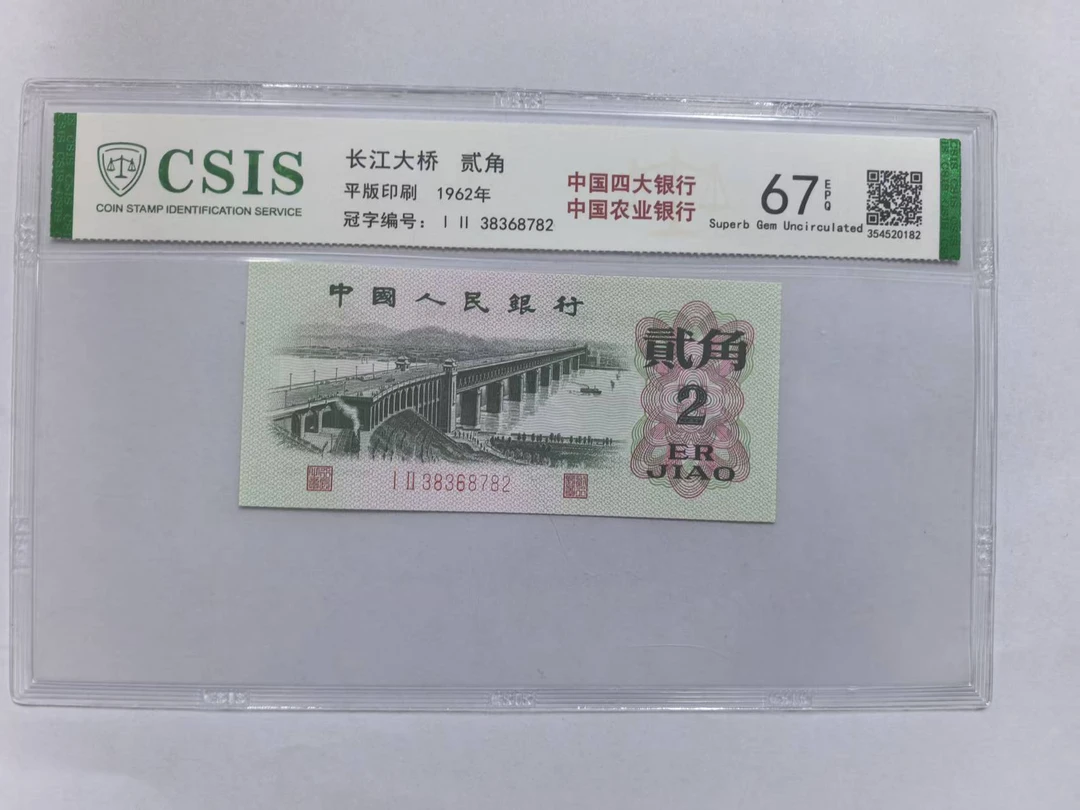 CSIS
COIN STAMP IDENTIFICATION SERVICE
长江大桥 贰角
平版印刷 1962年
冠字编号: I II 38368782
中国四大银行
中国农业银行
67 EPQ
Superb Gem Uncirculated
354520182
中國人民銀行
貳角
2
ER
JIAO
I II 38368782